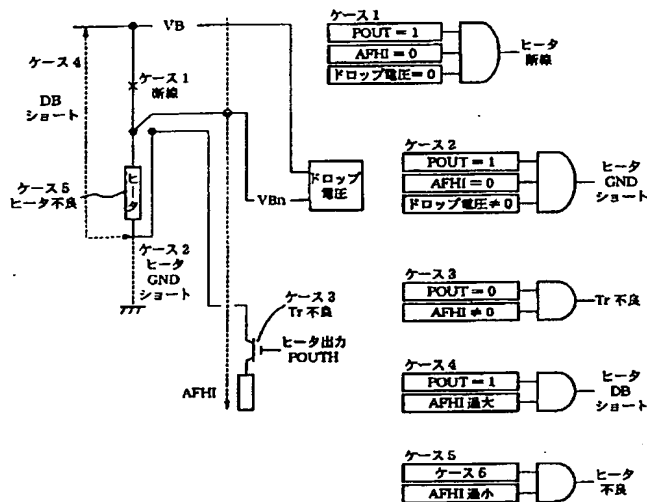 VB
ケース 4
DB
ショート
ケース 1
断線
ヒータ
ケース 5
ヒータ不良
ケース 2
ヒータ
GND
ショート
VBn
ドロップ
電圧
ケース 3
Tr 不良
ヒータ出力
POUTH
AFHI
ケース 1
POUT = 1
AFHI = 0
ドロップ電圧 = 0
ヒータ
断線
ケース 2
POUT = 1
AFHI = 0
ドロップ電圧 ≠ 0
ヒータ
GND
ショート
ケース 3
POUT = 0
AFHI ≠ 0
Tr 不良
ケース 4
POUT = 1
AFHI 過大
ヒータ
DB
ショート
ケース 5
ケース 6
AFHI 過小
ヒータ
不良